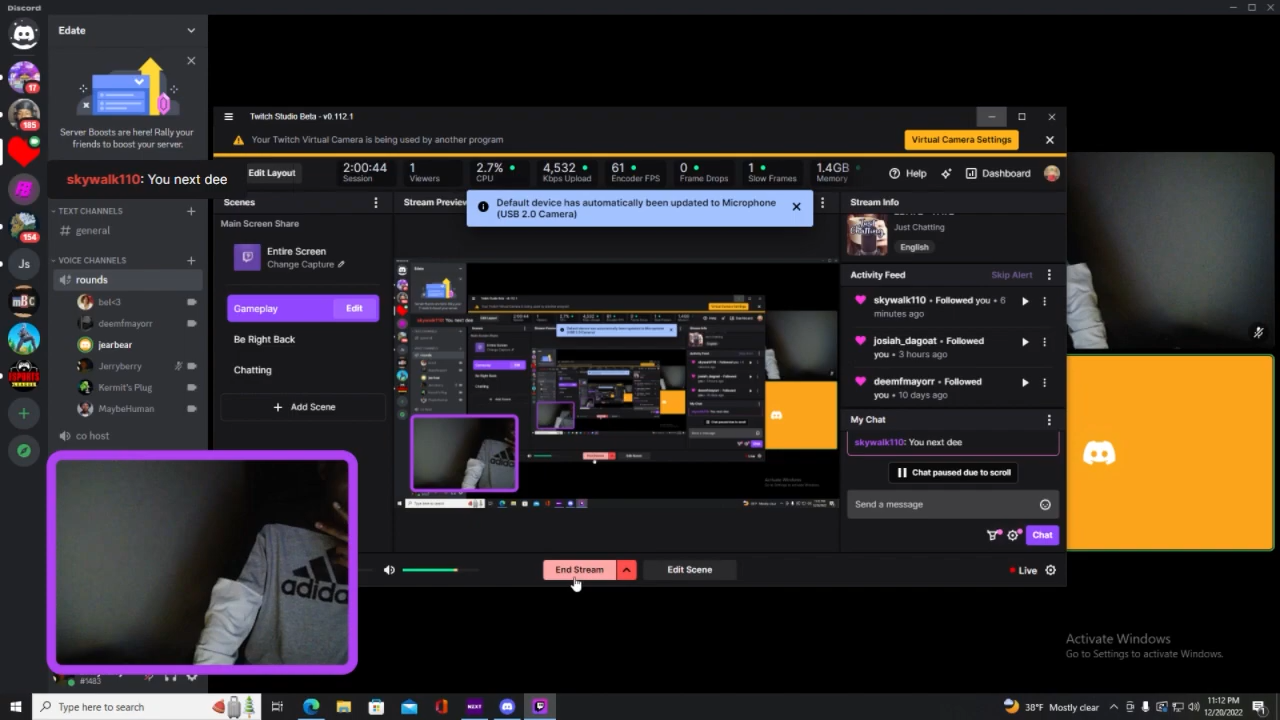 Discord
Edate
17
185
154
Js
mBC
Server Boosts are here! Rally your
friends to boost your server.
skywalk110: You next dee
TEXT CHANNELS
general
VOICE CHANNELS
rounds
bel<3
deemfmayorr
jearbear
Jerryberry
Kermit's Plug
MaybeHuman
co host
#1483
Twitch Studio Beta - v0.112.1
Your Twitch Virtual Camera is being used by another program
Virtual Camera Settings
Edit Layout
2:00:44
Session
1
Viewers
2.7%
CPU
4,532
Kbps Upload
61
Encoder FPS
0
Frame Drops
1
Slow Frames
1.4GB
Memory
Help
Dashboard
Scenes
Main Screen Share
Entire Screen
Change Capture
Gameplay
Edit
Be Right Back
Chatting
Add Scene
Stream Preview
Default device has automatically been updated to Microphone
(USB 2.0 Camera)
Stream Info
Just Chatting
English
Activity Feed
Skip Alert
skywalk110 • Followed you • 6
minutes ago
josiah_dagoat • Followed
you • 3 hours ago
deemfmayorr • Followed
you • 10 days ago
My Chat
skywalk110: You next dee
Chat paused due to scroll
Send a message
Chat
End Stream
Edit Scene
Live
adidas
Activate Windows
Go to Settings to activate Windows.
Type here to search
NZXT
38°F Mostly clear
11:12 PM
12/20/2022
1